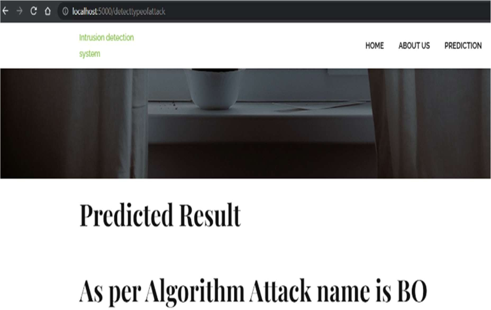 localhost:5000/detecttypeofattack
Intrusion detection
system
HOME ABOUT US PREDICTION
Predicted Result
As per Algorithm Attack name is BO